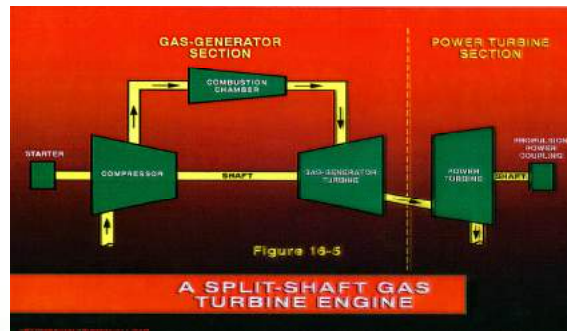 GAS-GENERATOR
SECTION
POWER TURBINE
SECTION
COMBUSTION
CHAMBER
STARTER
COMPRESSOR
SHAFT
GAS-GENERATOR
TURBINE
POWER
TURBINE
SHAFT
PROPULSION
POWER
COUPLING
Figure 16-5
A SPLIT-SHAFT GAS
TURBINE ENGINE